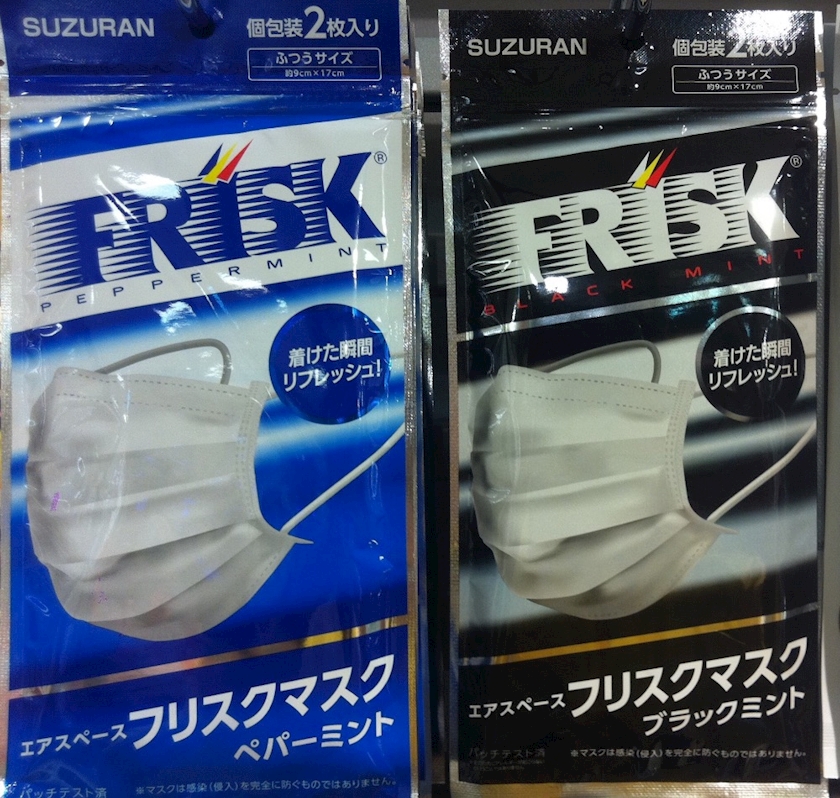 SUZURAN
個包装2枚入り
ふつうサイズ
約9cm×17cm
FRISK®
PEPPERMINT
着けた瞬間
リフレッシュ!
エアスペースフリスクマスク
ペパーミント
パッチテスト済
※マスクは感染(侵入)を完全に防ぐものではありません。
SUZURAN
個包装2枚入り
ふつうサイズ
約9cm×17cm
FRISK®
BLACK MINT
着けた瞬間
リフレッシュ!
エアスペースフリスクマスク
ブラックミント
パッチテスト済
※マスクは感染(侵入)を完全に防ぐものではありません。